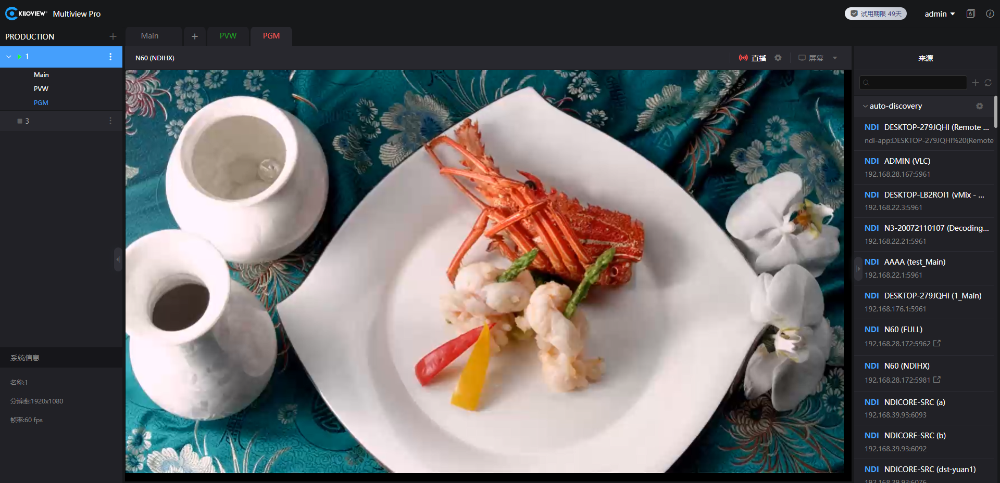 KILOVIEW Multiview Pro
试用期限 49天
admin
PRODUCTION
1
Main
PVW
PGM
3
系统信息
名称:1
分辨率:1920x1080
帧率:60 fps
Main
PVW
PGM
N60 (NDIHX)
直播
屏幕
来源
auto-discovery
NDI DESKTOP-279JQHI (Remote ...
ndi-app:DESKTOP-279JQHI%20(Remote
NDI ADMIN (VLC)
192.168.28.167:5961
NDI DESKTOP-LB2ROI1 (vMix - ...
192.168.22.3:5961
NDI N3-20072110107 (Decoding...
192.168.22.21:5961
NDI AAAA (test_Main)
192.168.22.1:5961
NDI DESKTOP-279JQHI (1_Main)
192.168.176.1:5961
NDI N60 (FULL)
192.168.28.172:5962
NDI N60 (NDIHX)
192.168.28.172:5981
NDI NDICORE-SRC (a)
192.168.39.93:6093
NDI NDICORE-SRC (b)
192.168.39.93:6092
NDI NDICORE-SRC (dst-yuan1)
192.168.39.93:6076